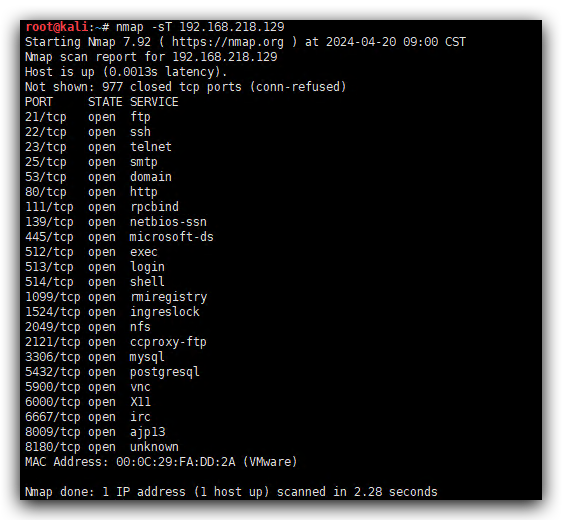 root@kali:~# nmap -sT 192.168.218.129
Starting Nmap 7.92 ( https://nmap.org ) at 2024-04-20 09:00 CST
Nmap scan report for 192.168.218.129
Host is up (0.0013s latency).
Not shown: 977 closed tcp ports (conn-refused)
PORT     STATE SERVICE
21/tcp   open  ftp
22/tcp   open  ssh
23/tcp   open  telnet
25/tcp   open  smtp
53/tcp   open  domain
80/tcp   open  http
111/tcp  open  rpcbind
139/tcp  open  netbios-ssn
445/tcp  open  microsoft-ds
512/tcp  open  exec
513/tcp  open  login
514/tcp  open  shell
1099/tcp open  rmiregistry
1524/tcp open  ingreslock
2049/tcp open  nfs
2121/tcp open  ccproxy-ftp
3306/tcp open  mysql
5432/tcp open  postgresql
5900/tcp open  vnc
6000/tcp open  X11
6667/tcp open  irc
8009/tcp open  ajp13
8180/tcp open  unknown
MAC Address: 00:0C:29:FA:DD:2A (VMware)
Nmap done: 1 IP address (1 host up) scanned in 2.28 seconds